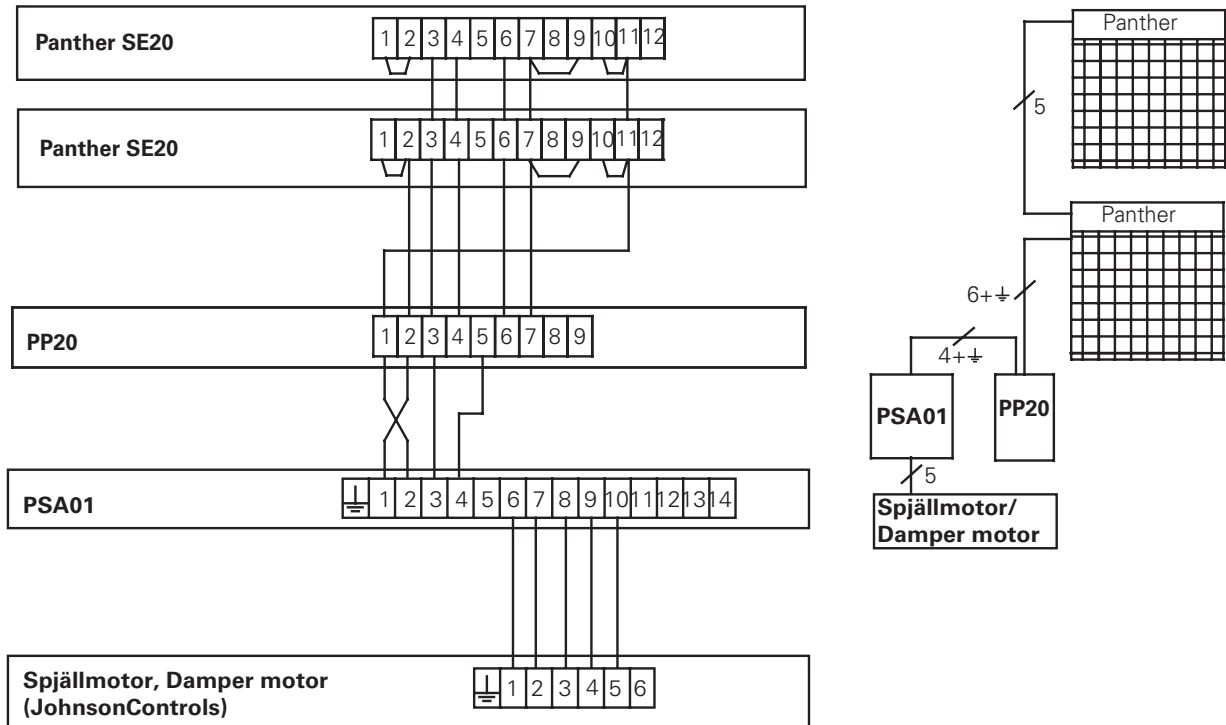 Panther SE20
1 2 3 4 5 6 7 8 9 10 11 12
Panther SE20
1 2 3 4 5 6 7 8 9 10 11 12
PP20
1 2 3 4 5 6 7 8 9
PSA01
1 2 3 4 5 6 7 8 9 10 11 12 13 14
Spjällmotor, Damper motor
(JohnsonControls)
1 2 3 4 5 6
Panther
5
Panther
6+⏚
4+⏚
PSA01
PP20
5
Spjällmotor/
Damper motor